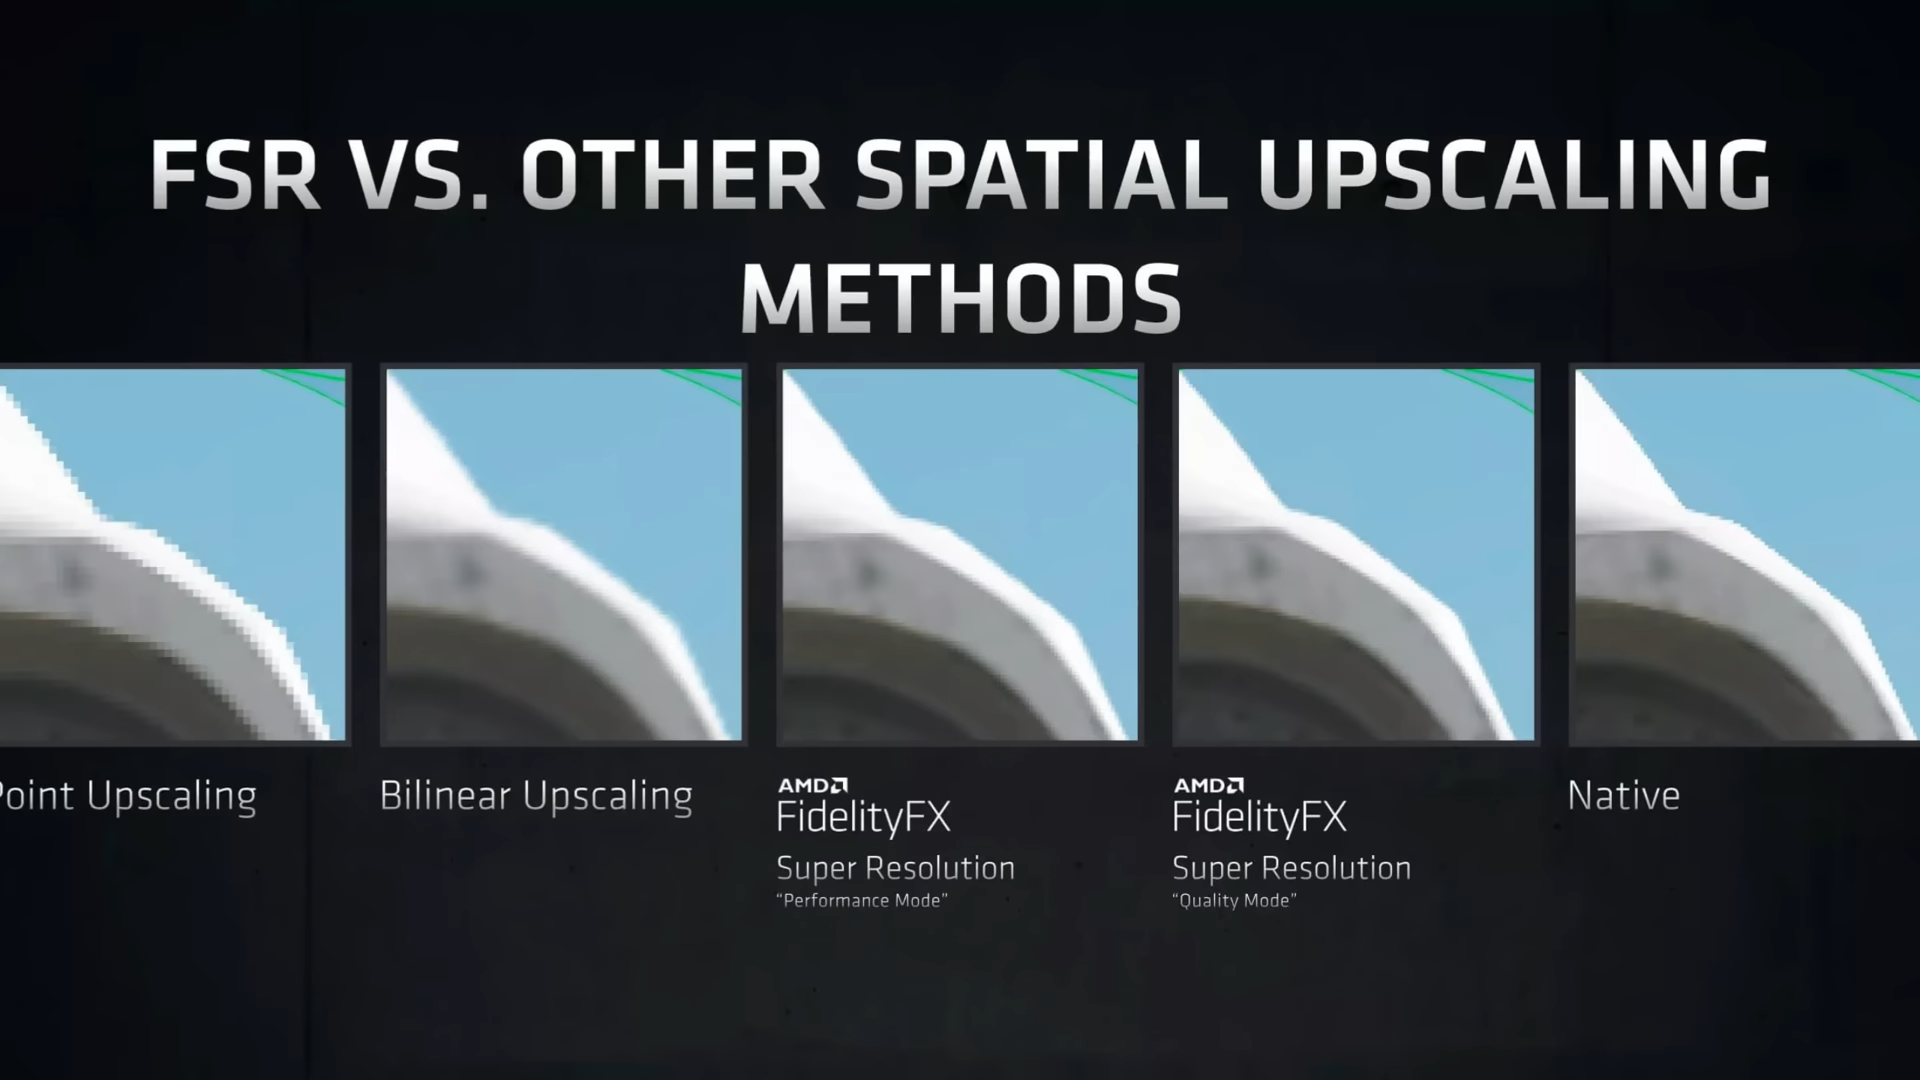 FSR VS. OTHER SPATIAL UPSCALING
METHODS
Point Upscaling
Bilinear Upscaling
AMD
FidelityFX
Super Resolution
“Performance Mode”
AMD
FidelityFX
Super Resolution
“Quality Mode”
Native